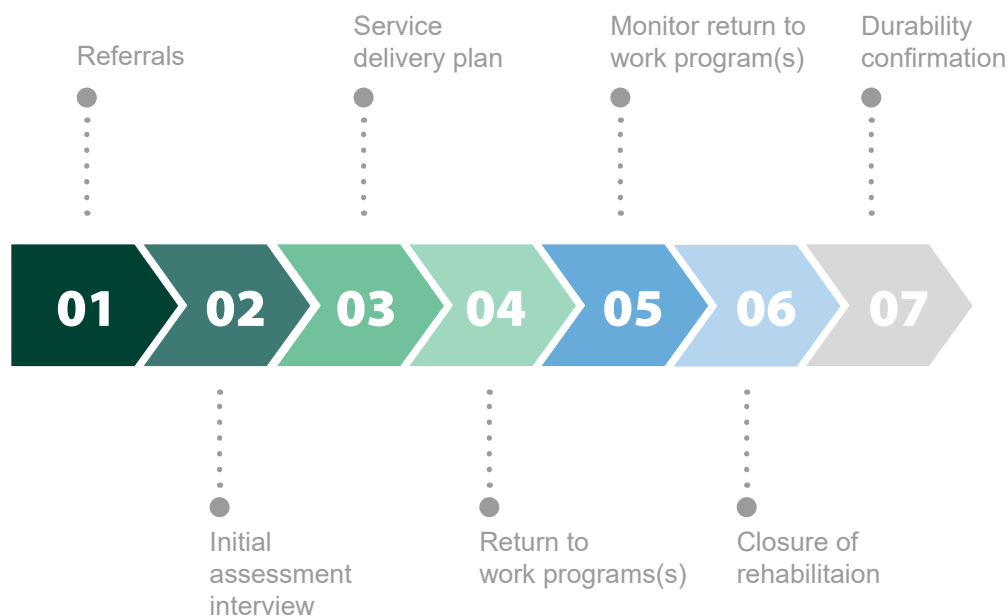 Referrals
Service
delivery plan
Monitor return to
work program(s)
Durability
confirmation
01
02
03
04
05
06
07
Initial
assessment
interview
Return to
work programs(s)
Closure of
rehabilitaion